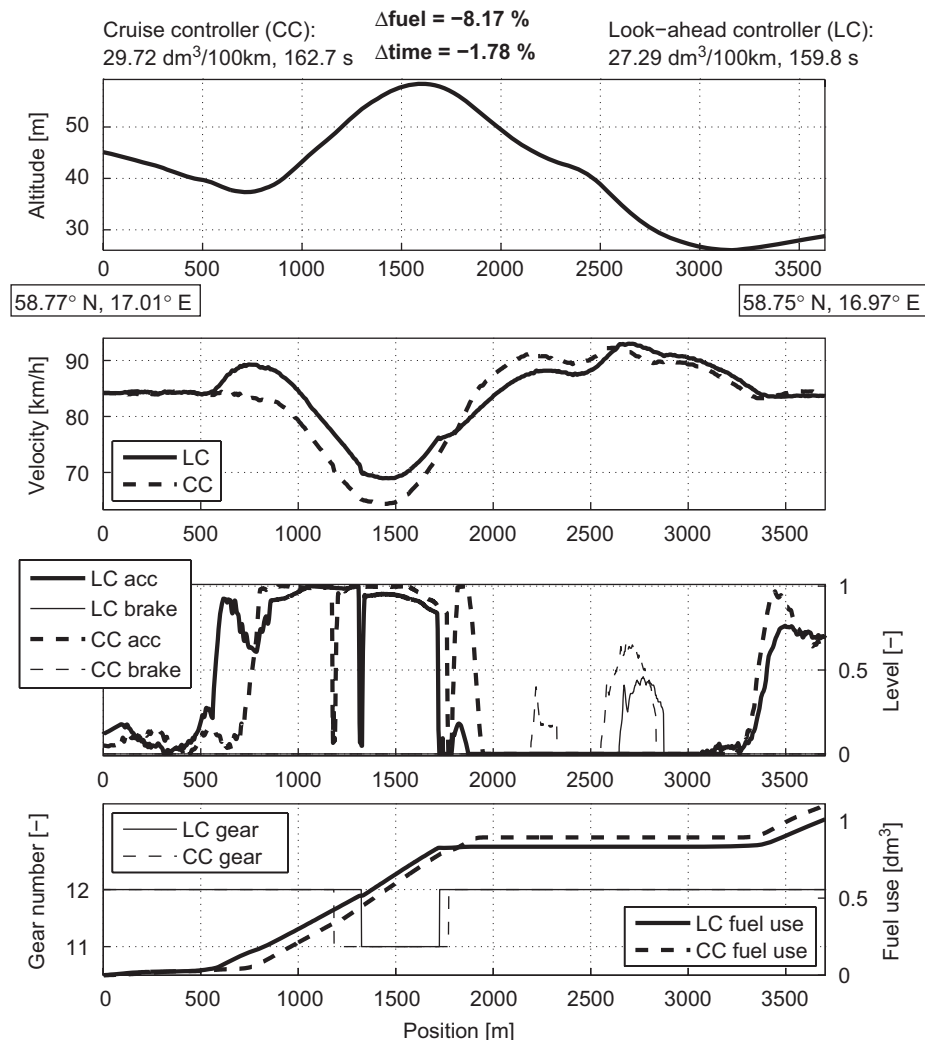 Cruise controller (CC):
29.72 dm³/100km, 162.7 s
Δfuel = −8.17 %
Δtime = −1.78 %
Look−ahead controller (LC):
27.29 dm³/100km, 159.8 s
Altitude [m]
50
40
30
0 500 1000 1500 2000 2500 3000 3500
58.77° N, 17.01° E
58.75° N, 16.97° E
Velocity [km/h]
90
80
70
LC
CC
0 500 1000 1500 2000 2500 3000 3500
LC acc
LC brake
CC acc
CC brake
1
0.5
0
Level [−]
0 500 1000 1500 2000 2500 3000 3500
Gear number [−]
12
11
LC gear
CC gear
1
0.5
0
Fuel use [dm³]
LC fuel use
CC fuel use
0 500 1000 1500 2000 2500 3000 3500
Position [m]